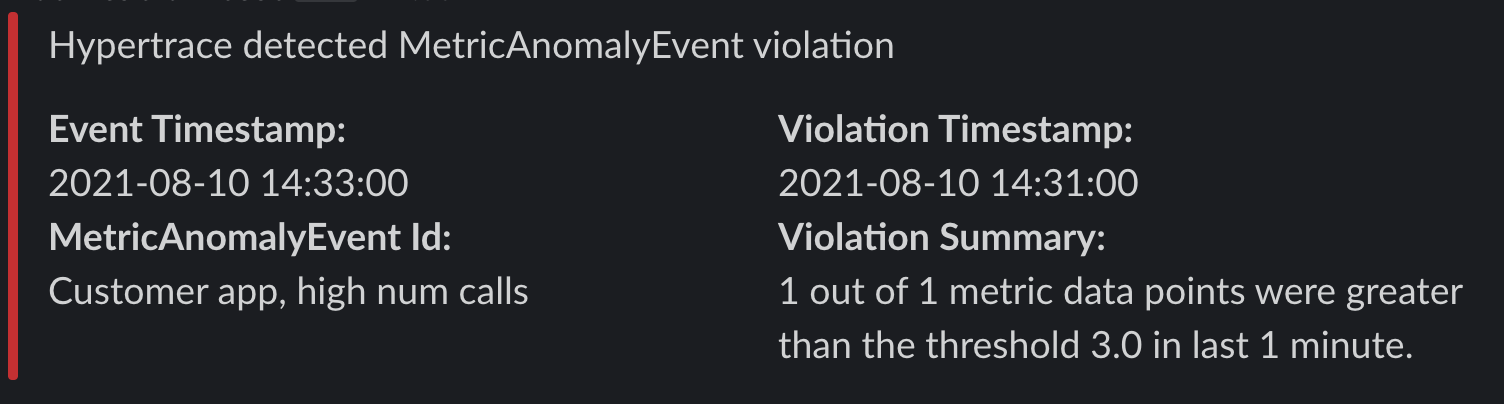 Hypertrace detected MetricAnomalyEvent violation
Event Timestamp:
2021-08-10 14:33:00
Violation Timestamp:
2021-08-10 14:31:00
MetricAnomalyEvent Id:
Customer app, high num calls
Violation Summary:
1 out of 1 metric data points were greater
than the threshold 3.0 in last 1 minute.